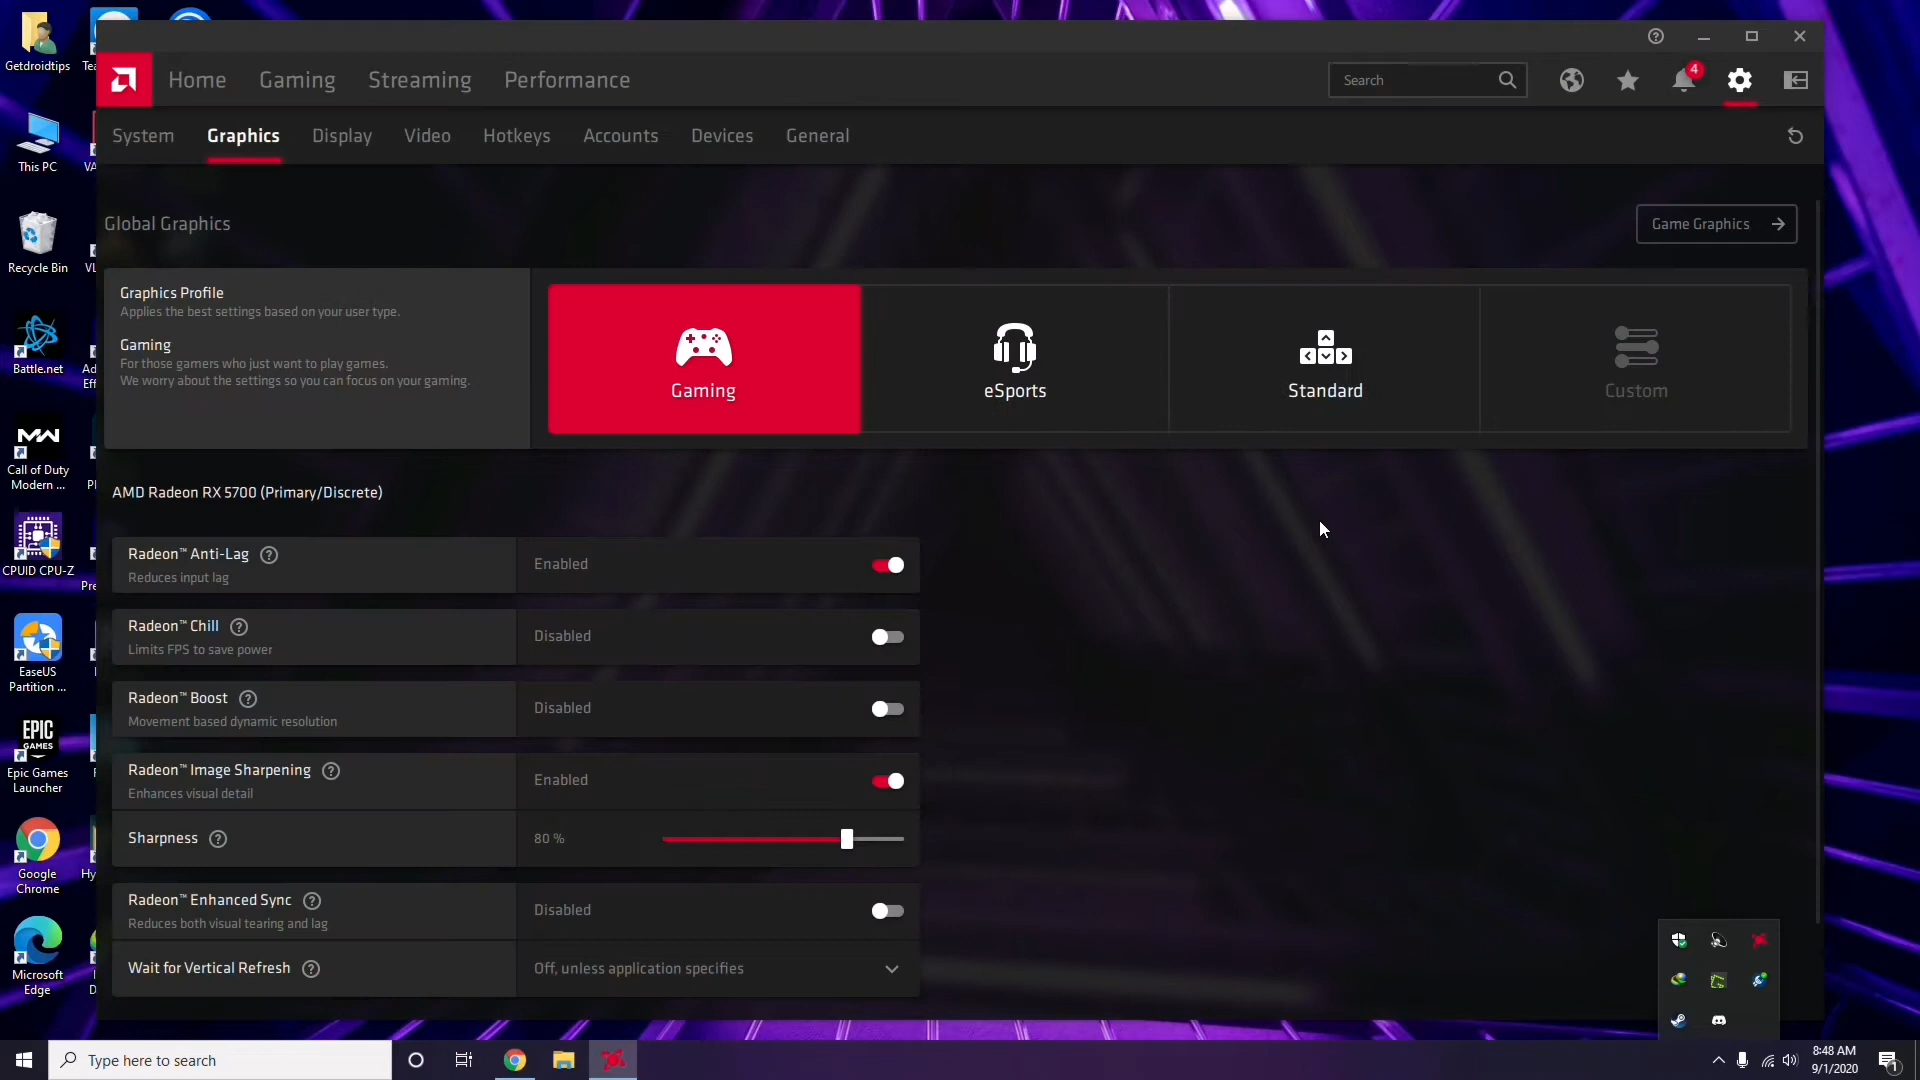 Getdroidtips
This PC
Recycle Bin
Battle.net
Call of Duty
Modern ...
CPUID CPU-Z
EaseUS
Partition ...
EPIC
GAMES
Epic Games
Launcher
Google
Chrome
Microsoft
Edge
Home
Gaming
Streaming
Performance
Search
4
System
Graphics
Display
Video
Hotkeys
Accounts
Devices
General
Global Graphics
Game Graphics
Graphics Profile
Applies the best settings based on your user type.
Gaming
For those gamers who just want to play games.
We worry about the settings so you can focus on your gaming.
Gaming
eSports
Standard
Custom
AMD Radeon RX 5700 (Primary/Discrete)
Radeon™ Anti-Lag
Reduces input lag
Enabled
Radeon™ Chill
Limits FPS to save power
Disabled
Radeon™ Boost
Movement based dynamic resolution
Disabled
Radeon™ Image Sharpening
Enhances visual detail
Enabled
Sharpness
80 %
Radeon™ Enhanced Sync
Reduces both visual tearing and lag
Disabled
Wait for Vertical Refresh
Off, unless application specifies
Type here to search
8:48 AM
9/1/2020
1